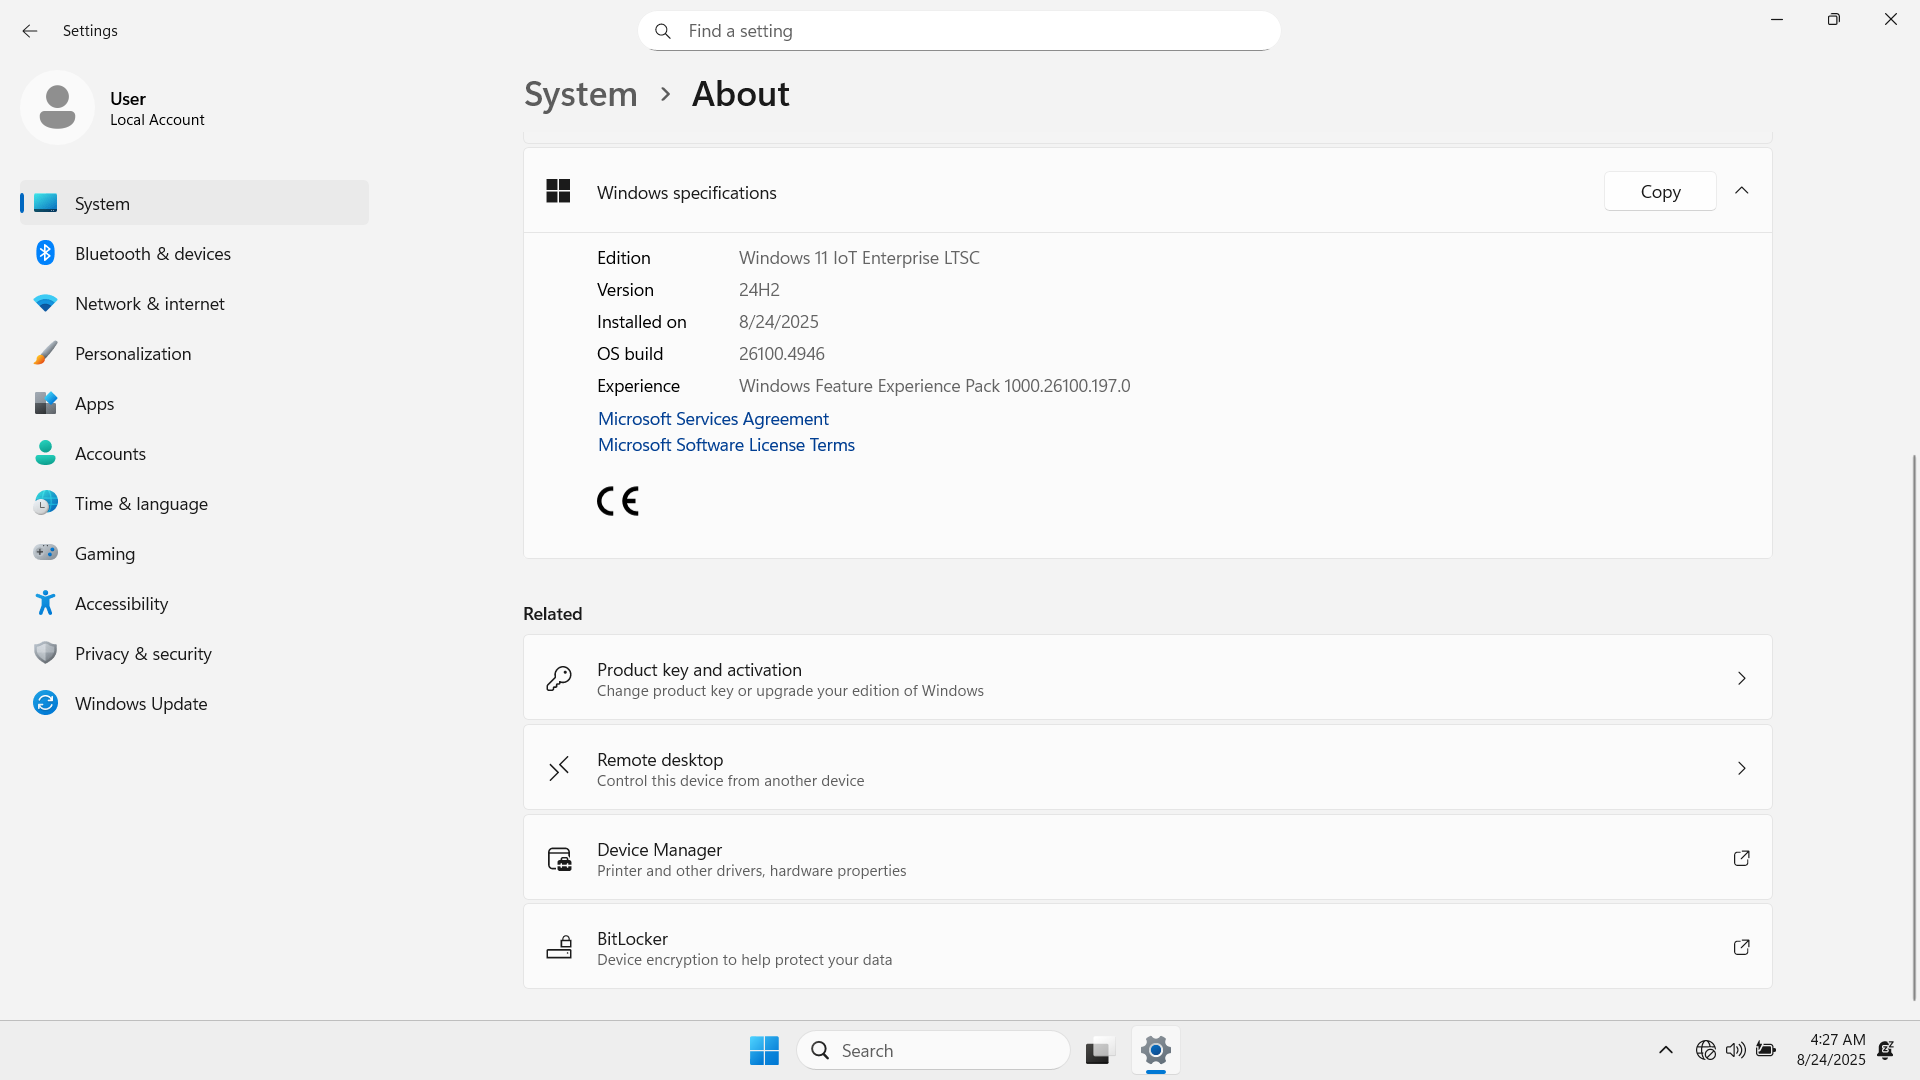 Settings
Find a setting
User
Local Account
System
Bluetooth & devices
Network & internet
Personalization
Apps
Accounts
Time & language
Gaming
Accessibility
Privacy & security
Windows Update
System > About
Windows specifications
Copy
Edition Windows 11 IoT Enterprise LTSC
Version 24H2
Installed on 8/24/2025
OS build 26100.4946
Experience Windows Feature Experience Pack 1000.26100.197.0
Microsoft Services Agreement
Microsoft Software License Terms
CE
Related
Product key and activation
Change product key or upgrade your edition of Windows
Remote desktop
Control this device from another device
Device Manager
Printer and other drivers, hardware properties
BitLocker
Device encryption to help protect your data
Search
4:27 AM
8/24/2025